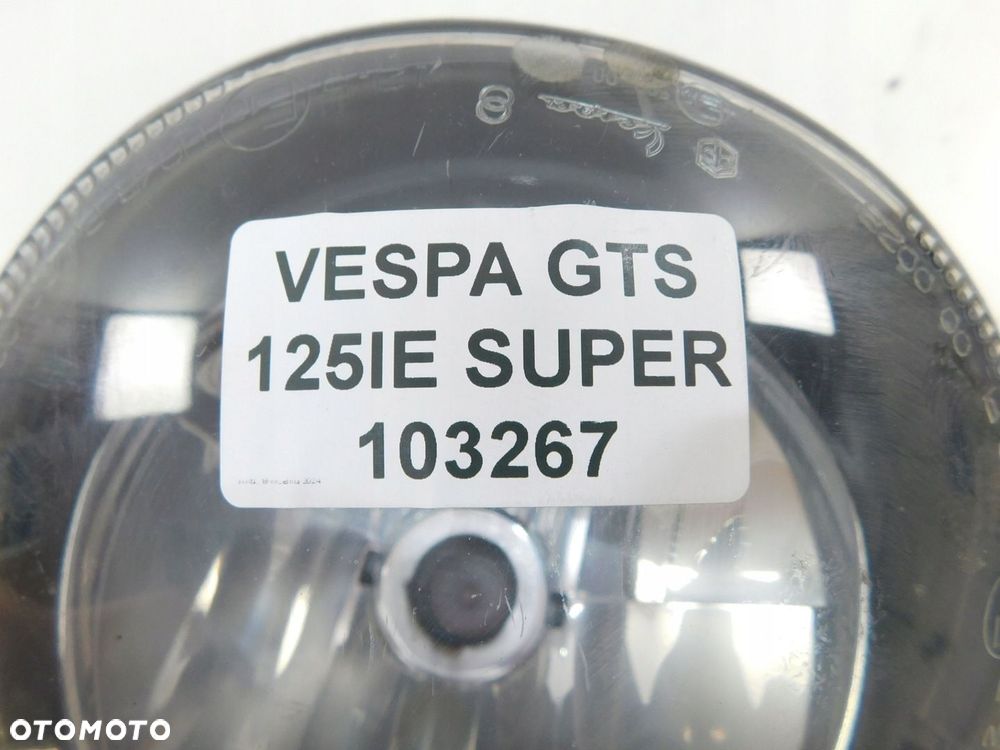 VESPA GTS
125IE SUPER
103267
OTOMOTO